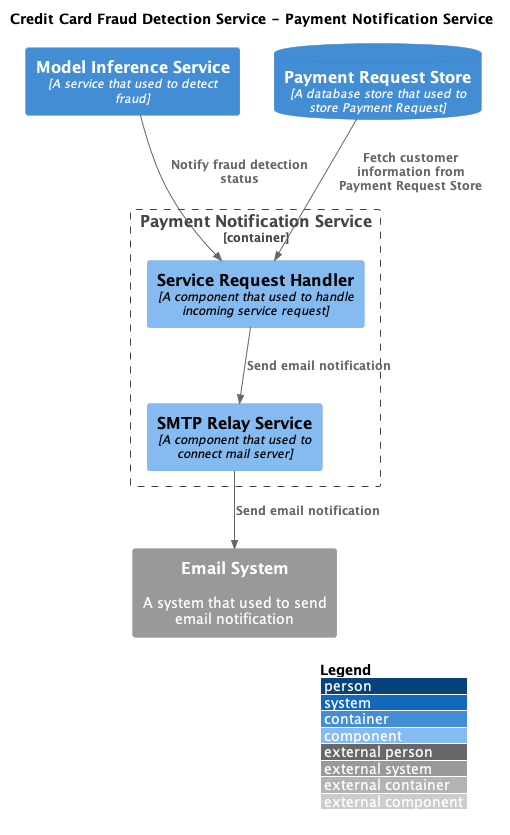 Credit Card Fraud Detection Service - Payment Notification Service
Model Inference Service
[A service that used to detect
fraud]
Payment Request Store
[A database store that used to
store Payment Request]
Notify fraud detection
status
Fetch customer
information from
Payment Request Store
Payment Notification Service
[container]
Service Request Handler
[A component that used to handle
incoming service request]
Send email notification
SMTP Relay Service
[A component that used to
connect mail server]
Send email notification
Email System
A system that used to send
email notification
Legend
person
system
container
component
external person
external system
external container
external component